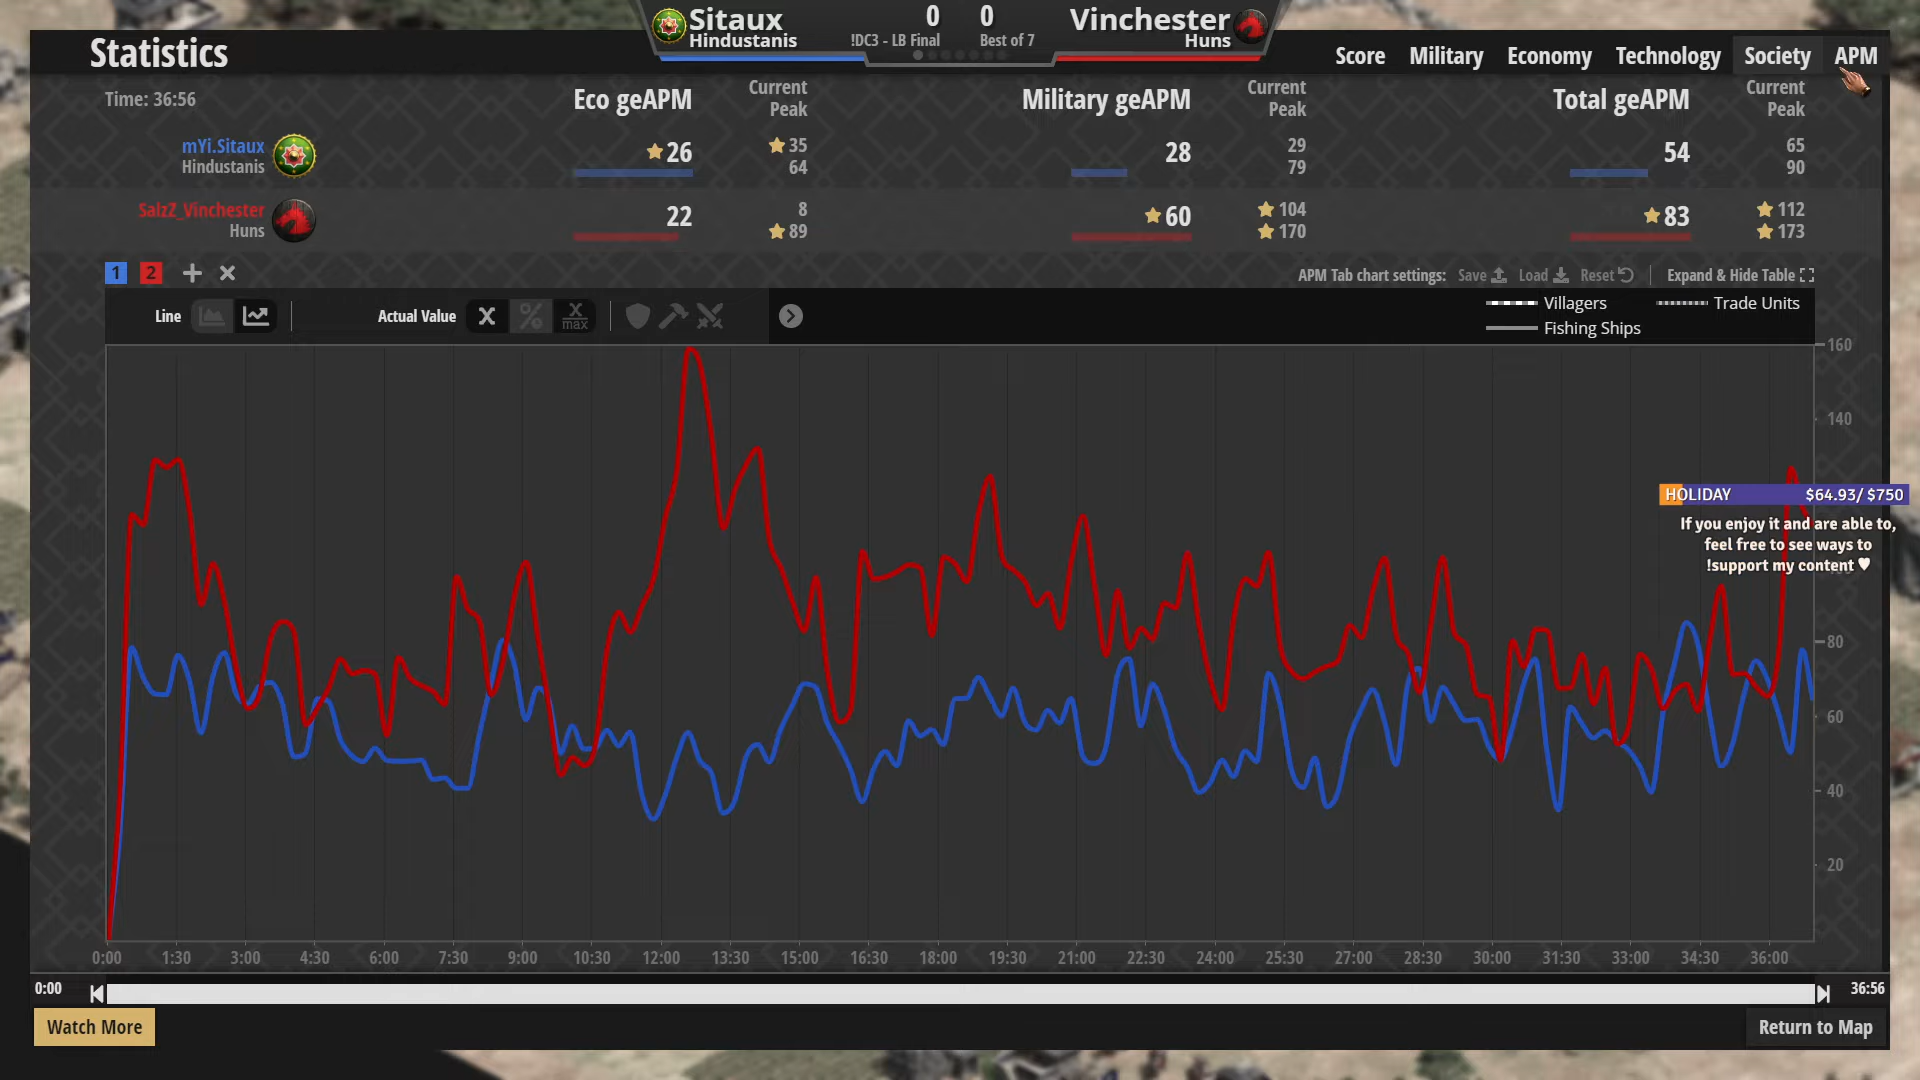 Sitaux
Hindustanis
0
0
!DC3 - LB Final
Best of 7
Vinchester
Huns
Statistics
Score
Military
Economy
Technology
Society
APM
Time: 36:56
Eco geAPM
Current
Peak
Military geAPM
Current
Peak
Total geAPM
Current
Peak
mYi.Sitaux
Hindustanis
26
35
64
28
29
79
54
65
90
SalzZ_Vinchester
Huns
22
8
89
60
104
170
83
112
173
1
2
APM Tab chart settings:
Save
Load
Reset
Expand & Hide Table
Line
Actual Value
X
%
X
max
Villagers
Trade Units
Fishing Ships
160
140
80
60
40
20
HOLIDAY
$64.93/ $750
If you enjoy it and are able to,
feel free to see ways to
!support my content ♥
0:00
1:30
3:00
4:30
6:00
7:30
9:00
10:30
12:00
13:30
15:00
16:30
18:00
19:30
21:00
22:30
24:00
25:30
27:00
28:30
30:00
31:30
33:00
34:30
36:00
0:00
36:56
Watch More
Return to Map